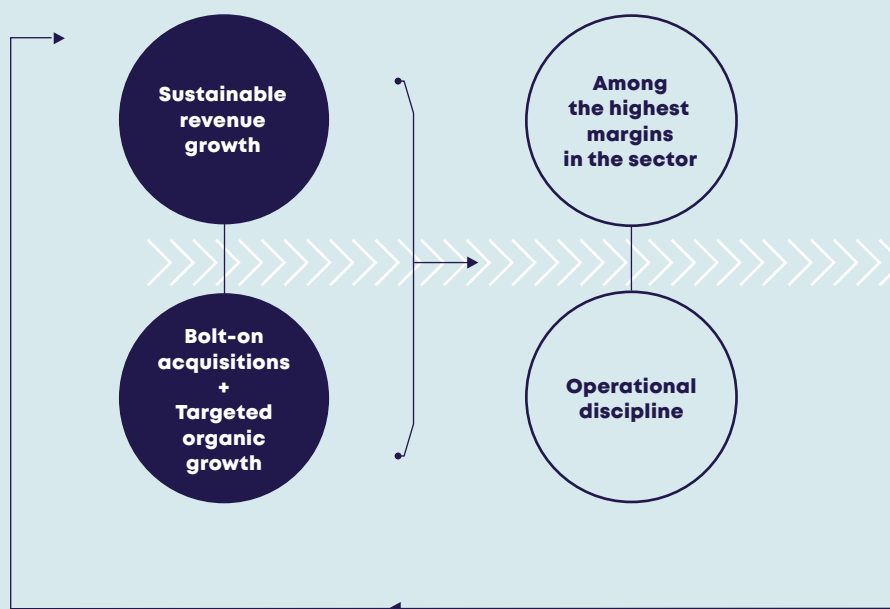 Sustainable
revenue
growth
Among
the highest
margins
in the sector
Bolt-on
acquisitions
+
Targeted
organic
growth
Operational
discipline